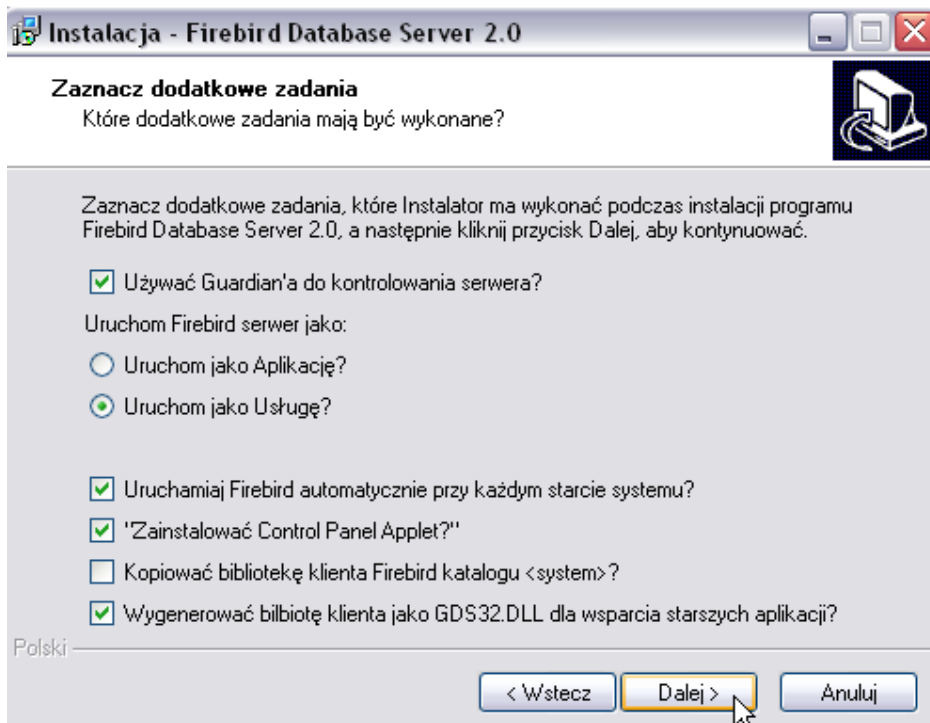 Instalacja - Firebird Database Server 2.0
Zaznacz dodatkowe zadania
Które dodatkowe zadania mają być wykonane?
Zaznacz dodatkowe zadania, które Instalator ma wykonać podczas instalacji programu
Firebird Database Server 2.0, a następnie kliknij przycisk Dalej, aby kontynuować.
Używać Guardian'a do kontrolowania serwera?
Uruchom Firebird serwer jako:
Uruchom jako Aplikację?
Uruchom jako Usługę?
Uruchamiaj Firebird automatycznie przy każdym starcie systemu?
"Zainstalować Control Panel Applet?"
Kopiować bibliotekę klienta Firebird katalogu <system>?
Wygenerować bilbiotę klienta jako GDS32.DLL dla wsparcia starszych aplikacji?
Polski
< Wstecz Dalej > Anuluj